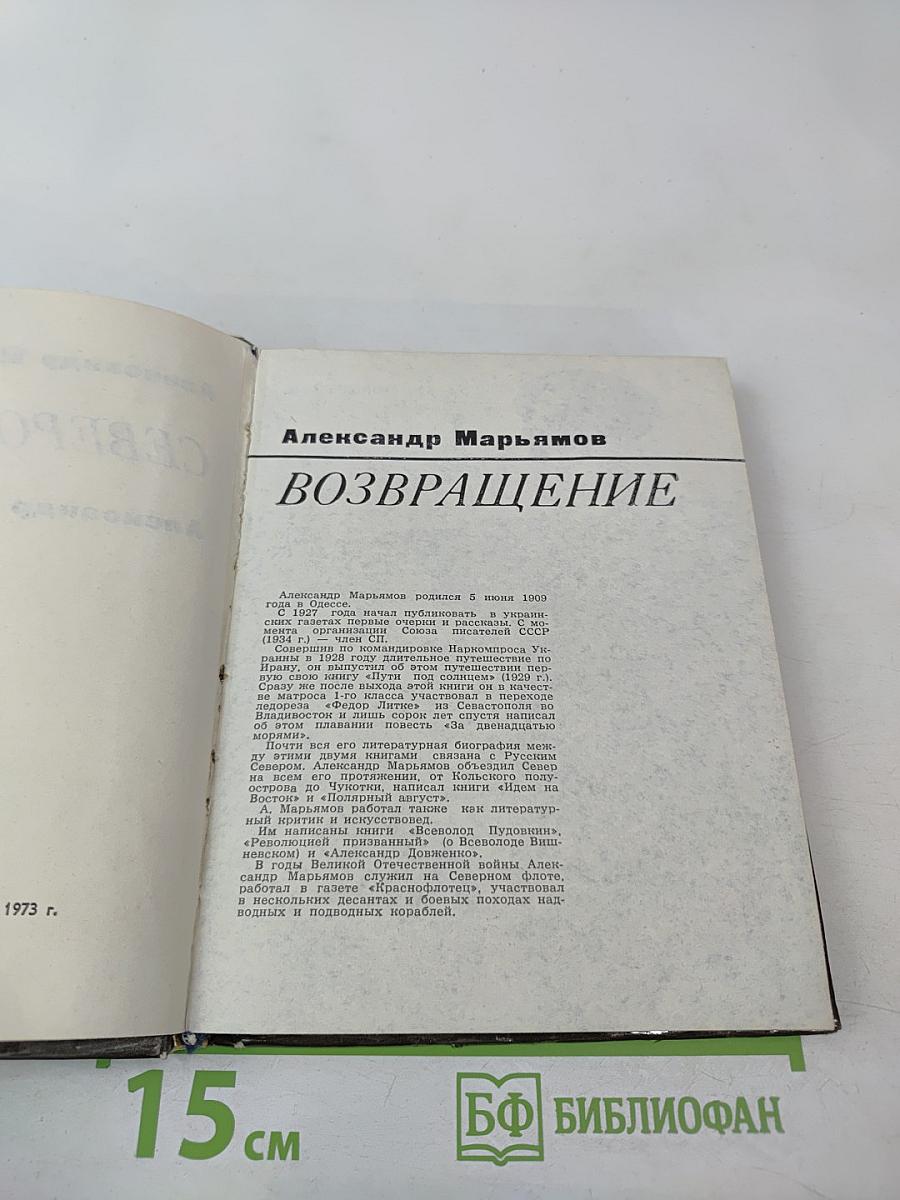 1973 г.
Александр Марьямов
ВОЗВРАЩЕНИЕ
Александр Марьямов родился 5 июня 1909
года в Одессе.
С 1927 года начал публиковать в украин-
ских газетах первые очерки и рассказы. С мо-
мента организации Союза писателей СССР
(1934 г.) — член СП.
Совершив по командировке Наркомпроса Ук-
раины в 1928 году длительное путешествие по
Ирану, он выпустил об этом путешествии пер-
вую свою книгу «Пути под солнцем» (1929 г.).
Сразу же после выхода этой книги он в качест-
ве матроса 1-го класса участвовал в переходе
ледореза «Федор Литке» из Севастополя во
Владивосток и лишь сорок лет спустя написал
об этом плавании повесть «За двенадцатью
морями».
Почти вся его литературная биография меж-
ду этими двумя книгами связана с Русским
Севером. Александр Марьямов объездил Север
на всем его протяжении, от Кольского полу-
острова до Чукотки, написал книги «Идем на
Восток» и «Полярный август».
А. Марьямов работал также как литератур-
ный критик и искусствовед.
Им написаны книги «Всеволод Пудовкин»,
«Революцией призванный» (о Всеволоде Виш-
невском) и «Александр Довженко».
В годы Великой Отечественной войны Алек-
сандр Марьямов служил на Северном флоте,
работал в газете «Краснофлотец», участвовал
в нескольких десантах и боевых походах над-
водных и подводных кораблей.
15 см
БФ БИБЛИОФАН